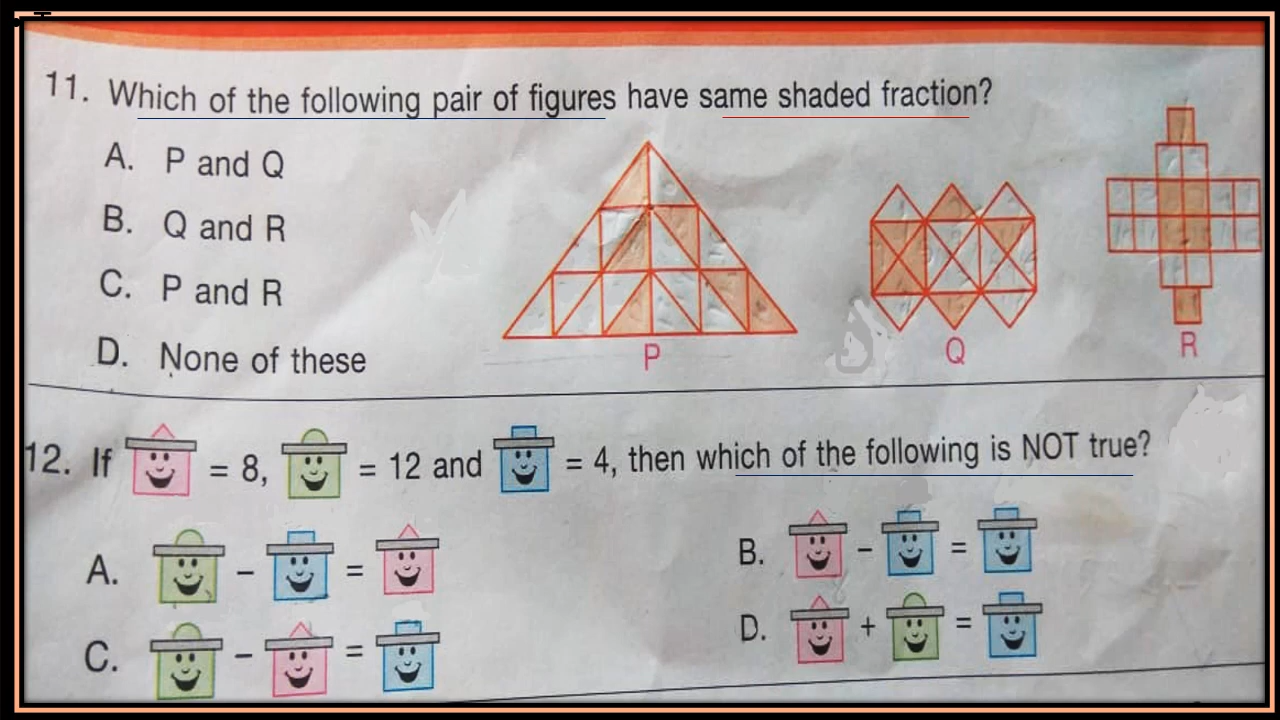 11. Which of the following pair of figures have same shaded fraction?
A. P and Q
B. Q and R
C. P and R
D. None of these
P
Q
R
12. If = 8, = 12 and = 4, then which of the following is NOT true?
A. - =
B. - =
C. - =
D. + =